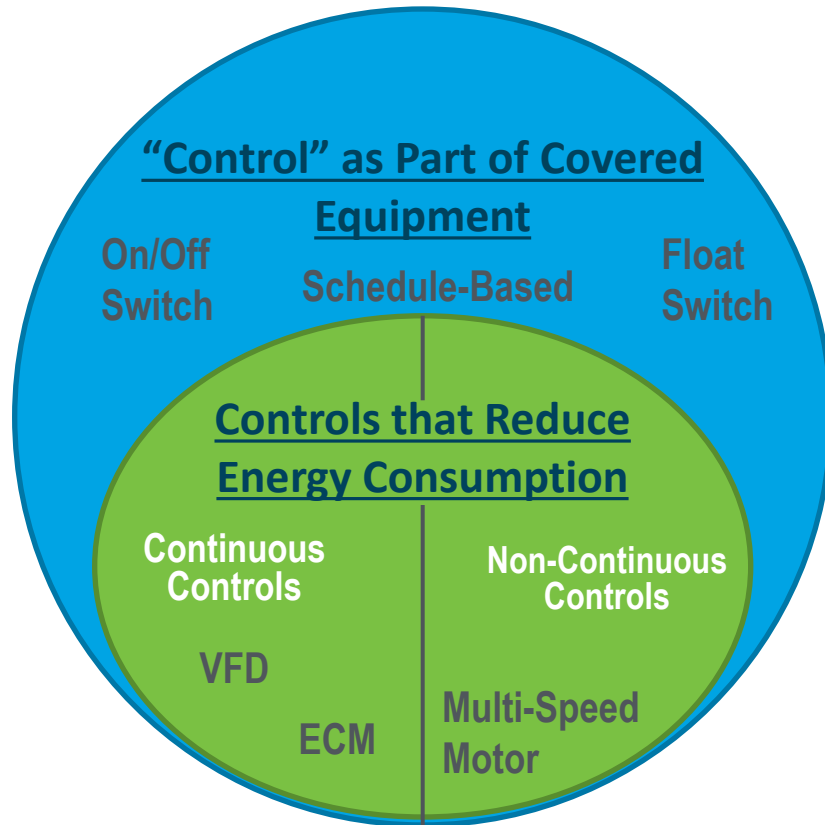 “Control” as Part of Covered
Equipment
On/Off
Switch
Schedule-Based
Float
Switch
Controls that Reduce
Energy Consumption
Continuous
Controls
Non-Continuous
Controls
VFD
ECM
Multi-Speed
Motor